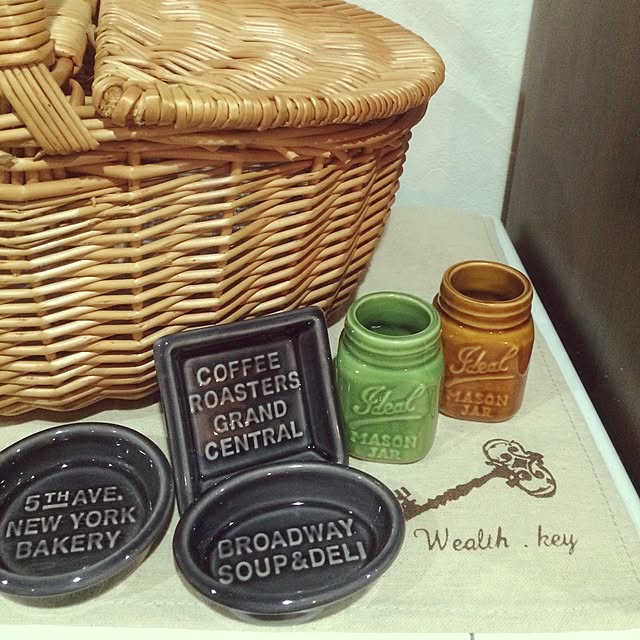 COFFEE
ROASTERS
GRAND
CENTRAL
5TH AVE.
NEW YORK
BAKERY
BROADWAY
SOUP&DELI
Ideal
MASON
JAR
Ideal
MASON
JAR
Wealth . key